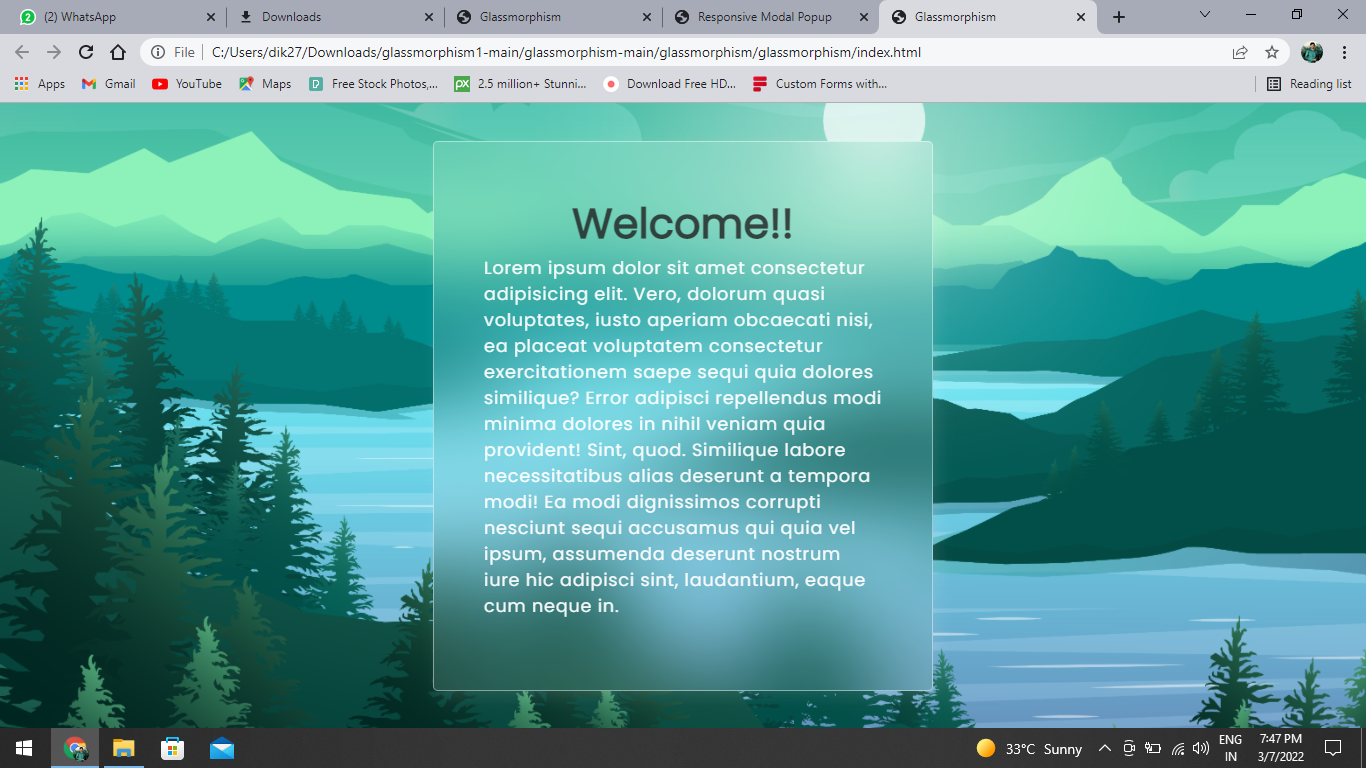 2 (2) WhatsApp
Downloads
Glassmorphism
Responsive Modal Popup
Glassmorphism
File C:/Users/dik27/Downloads/glassmorphism1-main/glassmorphism-main/glassmorphism/glassmorphism/index.html
Apps Gmail YouTube Maps D Free Stock Photos,... px 2.5 million+ Stunni... Download Free HD... Custom Forms with... Reading list
Welcome!!
Lorem ipsum dolor sit amet consectetur
adipisicing elit. Vero, dolorum quasi
voluptates, iusto aperiam obcaecati nisi,
ea placeat voluptatem consectetur
exercitationem saepe sequi quia dolores
similique? Error adipisci repellendus modi
minima dolores in nihil veniam quia
provident! Sint, quod. Similique labore
necessitatibus alias deserunt a tempora
modi! Ea modi dignissimos corrupti
nesciunt sequi accusamus qui quia vel
ipsum, assumenda deserunt nostrum
iure hic adipisci sint, laudantium, eaque
cum neque in.
33°C Sunny
ENG
IN
7:47 PM
3/7/2022